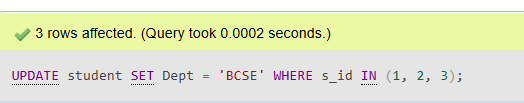 3 rows affected. (Query took 0.0002 seconds.)
UPDATE student SET Dept = 'BCSE' WHERE s_id IN (1, 2, 3);